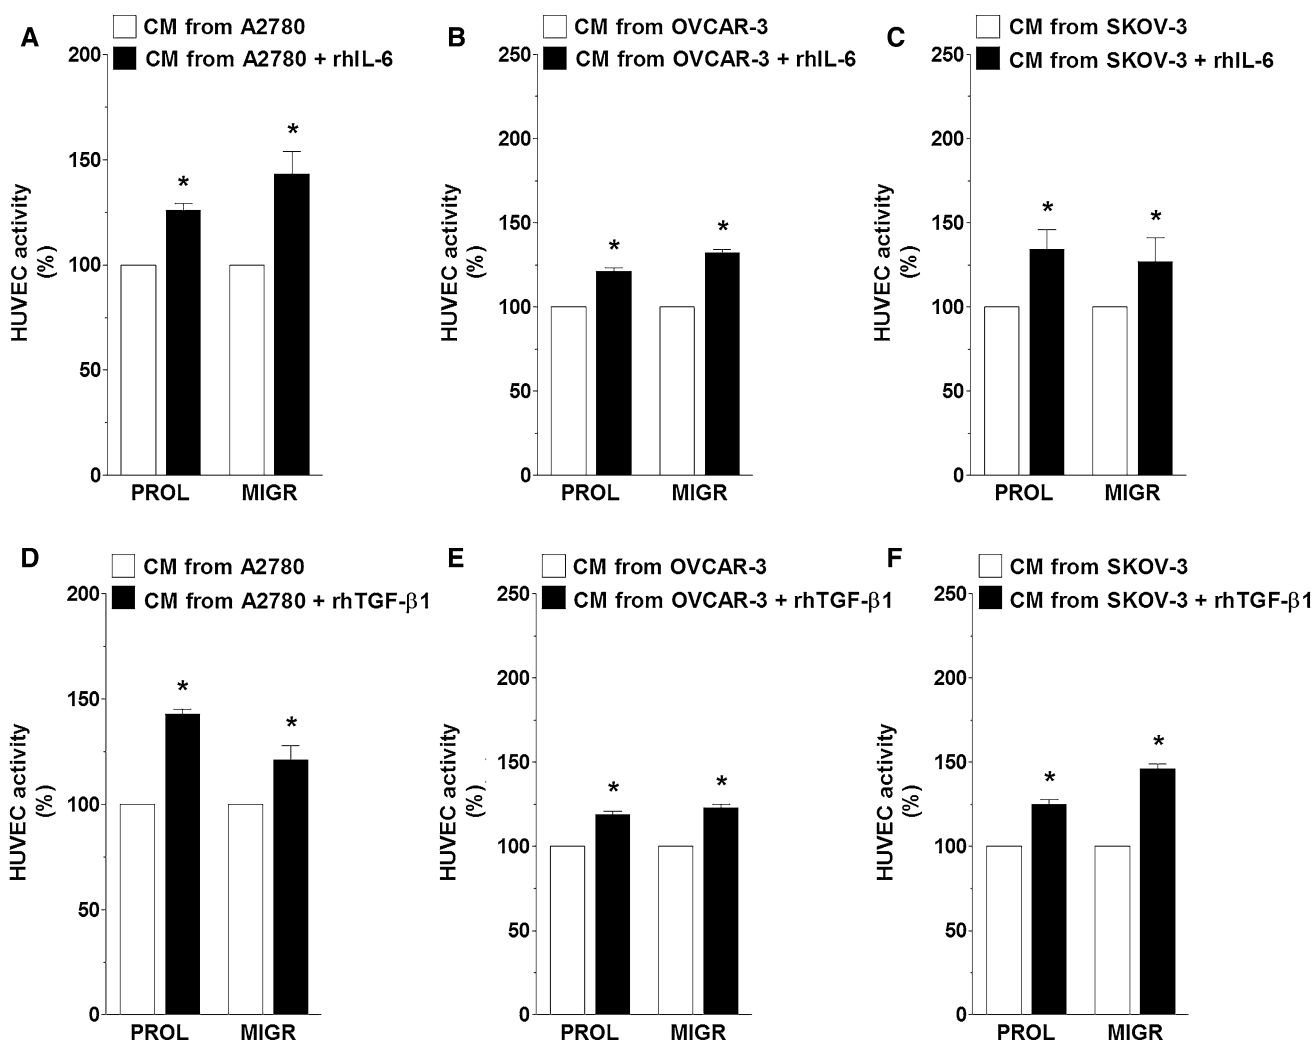 A
CM from A2780
CM from A2780 + rhIL-6
200
150
100
50
0
HUVEC activity
(%)
*
*
PROL
MIGR
B
CM from OVCAR-3
CM from OVCAR-3 + rhIL-6
250
200
150
100
50
0
HUVEC activity
(%)
*
*
PROL
MIGR
C
CM from SKOV-3
CM from SKOV-3 + rhIL-6
250
200
150
100
50
0
HUVEC activity
(%)
*
*
PROL
MIGR
D
CM from A2780
CM from A2780 + rhTGF-β1
200
150
100
50
0
HUVEC activity
(%)
*
*
PROL
MIGR
E
CM from OVCAR-3
CM from OVCAR-3 + rhTGF-β1
250
200
150
100
50
0
HUVEC activity
(%)
*
*
PROL
MIGR
F
CM from SKOV-3
CM from SKOV-3 + rhTGF-β1
250
200
150
100
50
0
HUVEC activity
(%)
*
*
PROL
MIGR